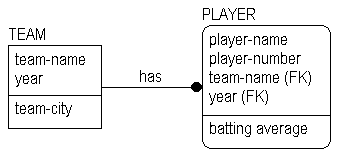 TEAM
team-name
year
team-city
has
PLAYER
player-name
player-number
team-name (FK)
year (FK)
batting average